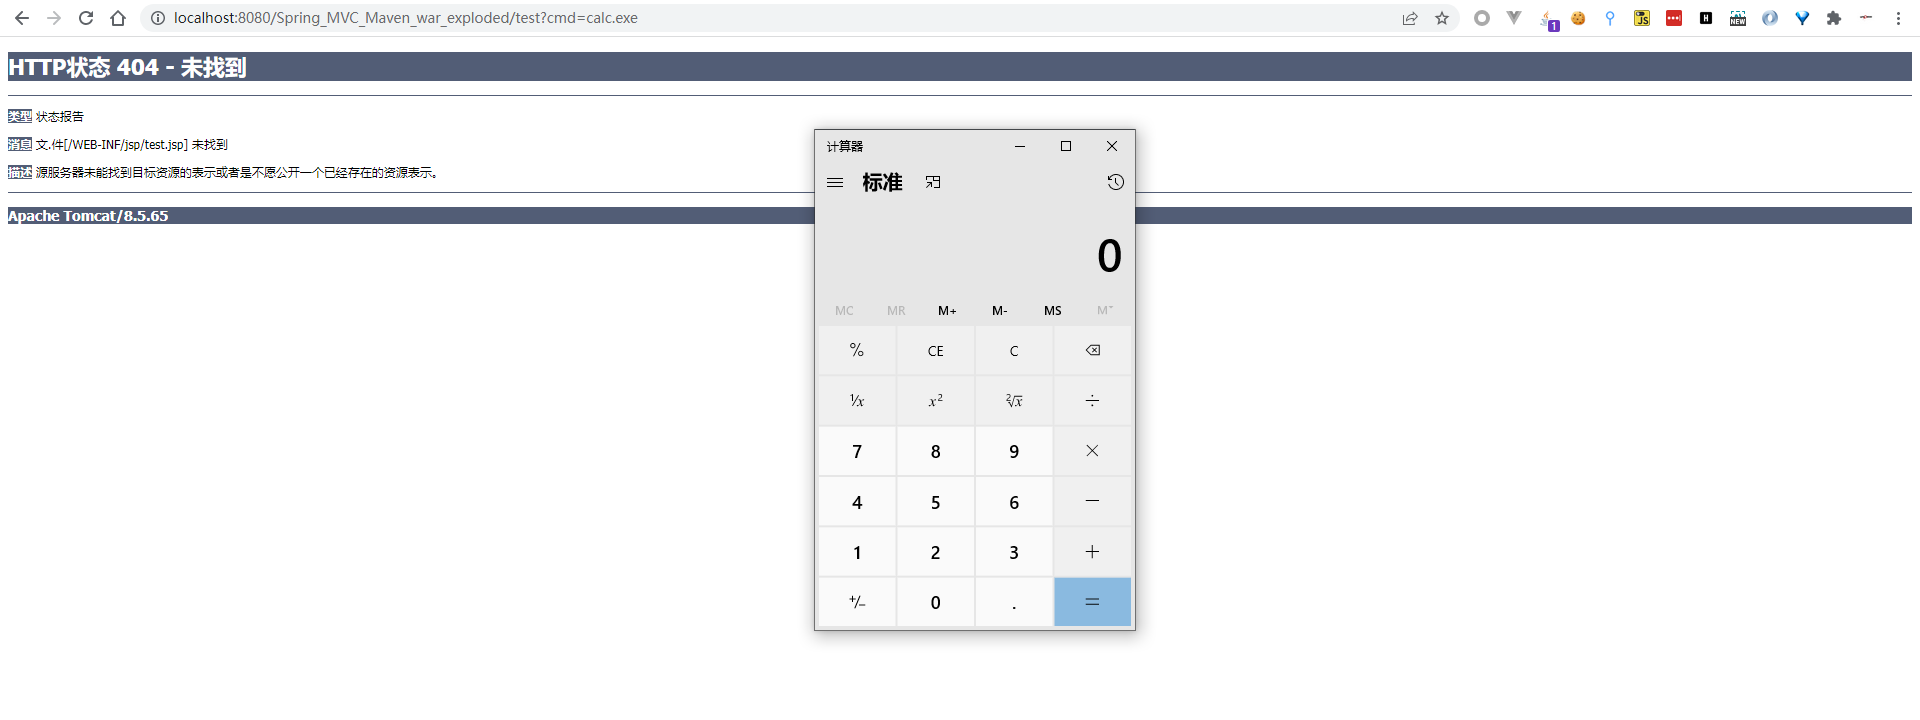 localhost:8080/Spring_MVC_Maven_war_exploded/test?cmd=calc.exe
1
JS
H
NEW
HTTP状态 404 - 未找到
类型 状态报告
消息 文.件[/WEB-INF/jsp/test.jsp] 未找到
描述 源服务器未能找到目标资源的表示或者是不愿公开一个已经存在的资源表示。
Apache Tomcat/8.5.65
计算器
标准
0
MC MR M+ M- MS M˅
% CE C
¹⁄x x² ²√x ÷
7 8 9 ×
4 5 6 −
1 2 3 +
+/− 0 . =